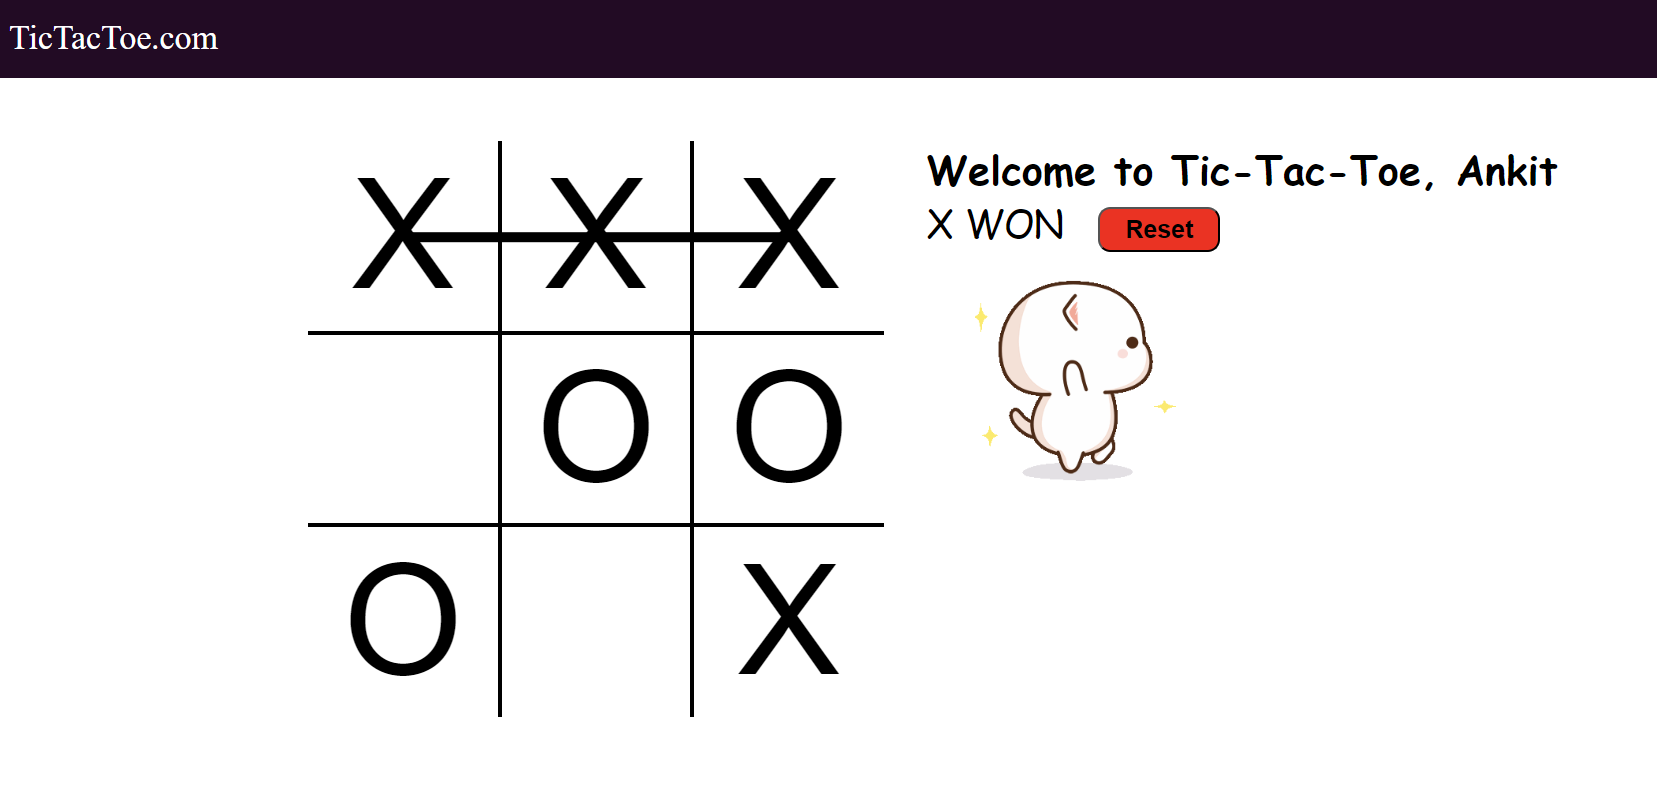 TicTacToe.com
Welcome to Tic-Tac-Toe, Ankit
X WON
Reset
X X X
O O
O X